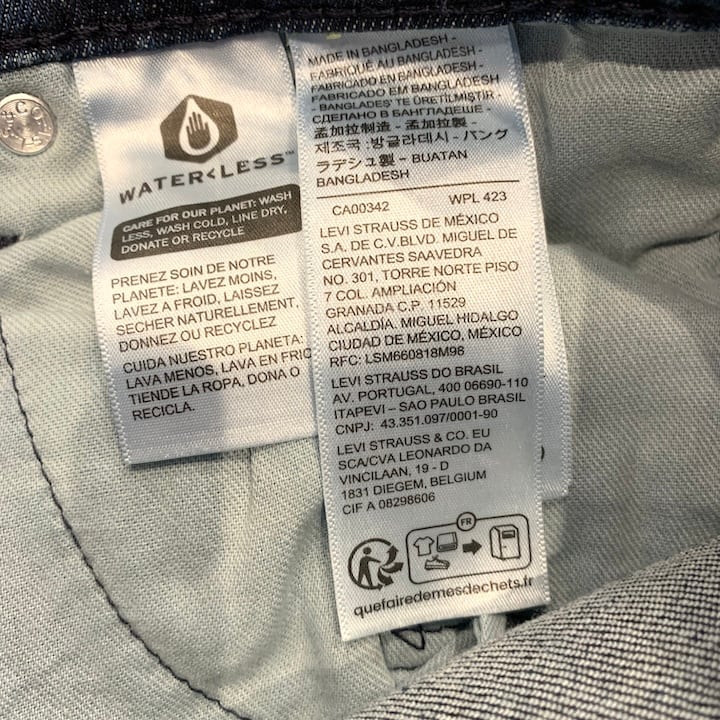 WATER<LESS™
CARE FOR OUR PLANET: WASH
LESS, WASH COLD, LINE DRY,
DONATE OR RECYCLE
PRENEZ SOIN DE NOTRE
PLANETE: LAVEZ MOINS,
LAVEZ A FROID, LAISSEZ
SECHER NATURELLEMENT,
DONNEZ OU RECYCLEZ
CUIDA NUESTRO PLANETA:
LAVA MENOS, LAVA EN FRIO
TIENDE LA ROPA, DONA O
RECICLA.
MADE IN BANGLADESH -
FABRIQUÉ AU BANGLADESH -
FABRICADO EN BANGLADESH -
FABRICADO EM BANGLADESH
- BANGLADEŞ' TE ÜRETİLMİŞTİR -
СДЕЛАНО В БАНГЛАДЕШЕ -
孟加拉制造 - 孟加拉製 -
제조국 :방글라데시 - バング
ラデシュ製 - BUATAN
BANGLADESH
CA00342 WPL 423
LEVI STRAUSS DE MÉXICO
S.A. DE C.V.BLVD. MIGUEL DE
CERVANTES SAAVEDRA
NO. 301, TORRE NORTE PISO
7 COL. AMPLIACIÓN
GRANADA C.P. 11529
ALCALDÍA. MIGUEL HIDALGO
CIUDAD DE MÉXICO, MÉXICO
RFC: LSM660818M98
LEVI STRAUSS DO BRASIL
AV. PORTUGAL, 400 06690-110
ITAPEVI – SAO PAULO BRASIL
CNPJ: 43.351.097/0001-90
LEVI STRAUSS & CO. EU
SCA/CVA LEONARDO DA
VINCILAAN, 19 - D
1831 DIEGEM, BELGIUM
CIF A 08298606
FR
quefairedemesdechets.fr